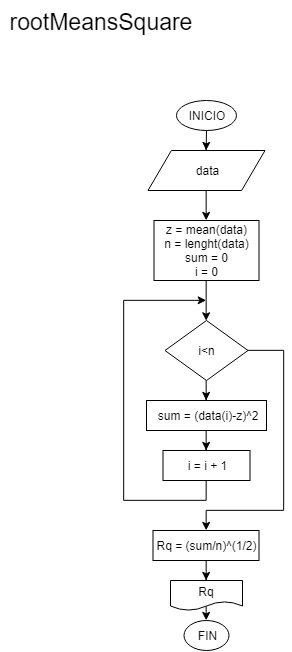 rootMeansSquare
INICIO
data
z = mean(data)
n = lenght(data)
sum = 0
i = 0
i<n
sum = (data(i)-z)^2
i = i + 1
Rq = (sum/n)^(1/2)
Rq
FIN